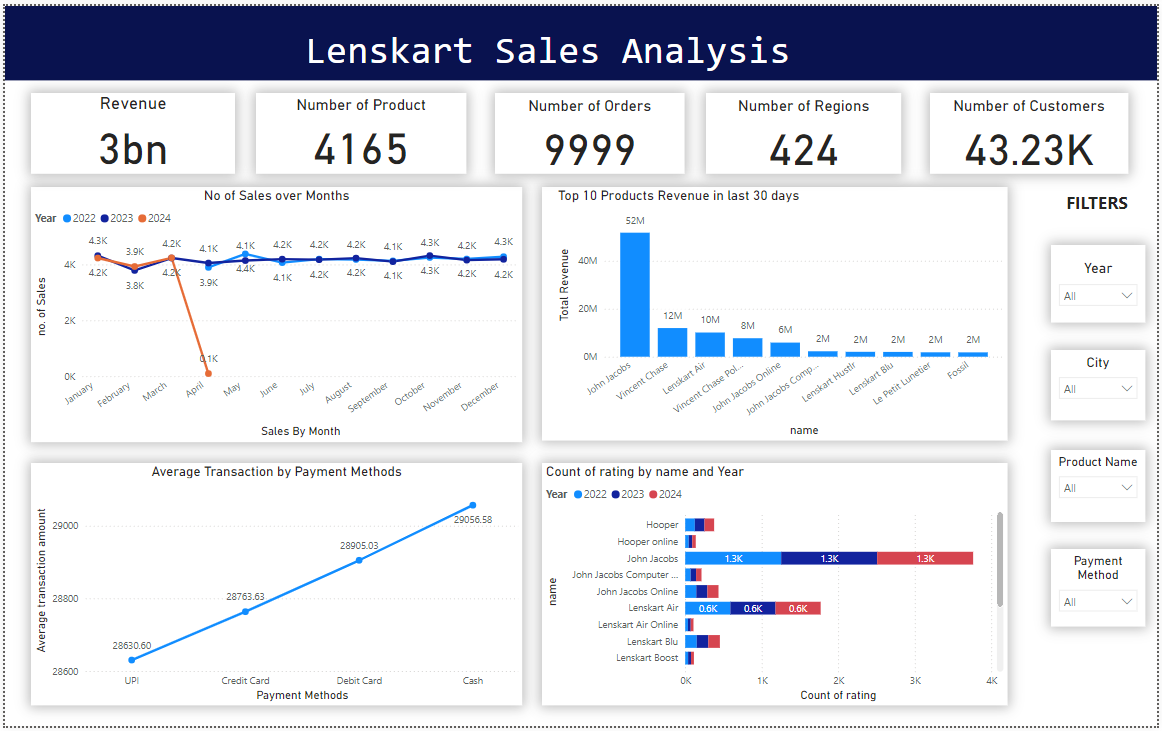 Lenskart Sales Analysis
Revenue
3bn
Number of Product
4165
Number of Orders
9999
Number of Regions
424
Number of Customers
43.23K
No of Sales over Months
Year 2022 2023 2024
4.3K 3.9K 4.2K 4.1K 4.1K 4.2K 4.2K 4.2K 4.1K 4.3K 4.2K 4.3K
4.2K 3.8K 4.2K 3.9K 4.4K 4.1K 4.2K 4.2K 4.1K 4.3K 4.2K 4.2K
0.1K
no. of Sales
4K
2K
0K
January February March April May June July August September October November December
Sales By Month
Top 10 Products Revenue in last 30 days
Total Revenue
40M
20M
0M
52M 12M 10M 8M 6M 2M 2M 2M 2M 2M
John Jacobs
Vincent Chase
Lenskart Air
Vincent Chase Pol...
John Jacobs Online
John Jacobs Comp...
Lenskart Hustlr
Lenskart Blu
Le Petit Lunetier
Fossil
name
FILTERS
Year
All
City
All
Product Name
All
Payment
Method
All
Average Transaction by Payment Methods
Average transaction amount
29000
28800
28600
28630.60
28763.63
28905.03
29056.58
UPI Credit Card Debit Card Cash
Payment Methods
Count of rating by name and Year
Year 2022 2023 2024
name
Hooper
Hooper online
John Jacobs 1.3K 1.3K 1.3K
John Jacobs Computer ...
John Jacobs Online
Lenskart Air 0.6K 0.6K 0.6K
Lenskart Air Online
Lenskart Blu
Lenskart Boost
0K 1K 2K 3K 4K
Count of rating